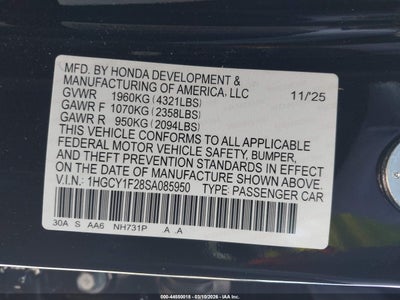 MFD. BY HONDA DEVELOPMENT &
MANUFACTURING OF AMERICA, LLC
GVWR 1960KG (4321LBS) 11/'25
GAWR F 1070KG (2358LBS)
GAWR R 950KG (2094LBS)
THIS VEHICLE CONFORMS TO ALL APPLICABLE
FEDERAL MOTOR VEHICLE SAFETY, BUMPER,
AND THEFT PREVENTION STANDARDS IN EFFECT
ON THE DATE OF MANUFACTURE SHOWN ABOVE.
V.I.N.: 1HGCY1F28SA085950 TYPE: PASSENGER CAR
30A S AA6 NH731P A .A
000-44550018 - 03/10/2026 - IAA